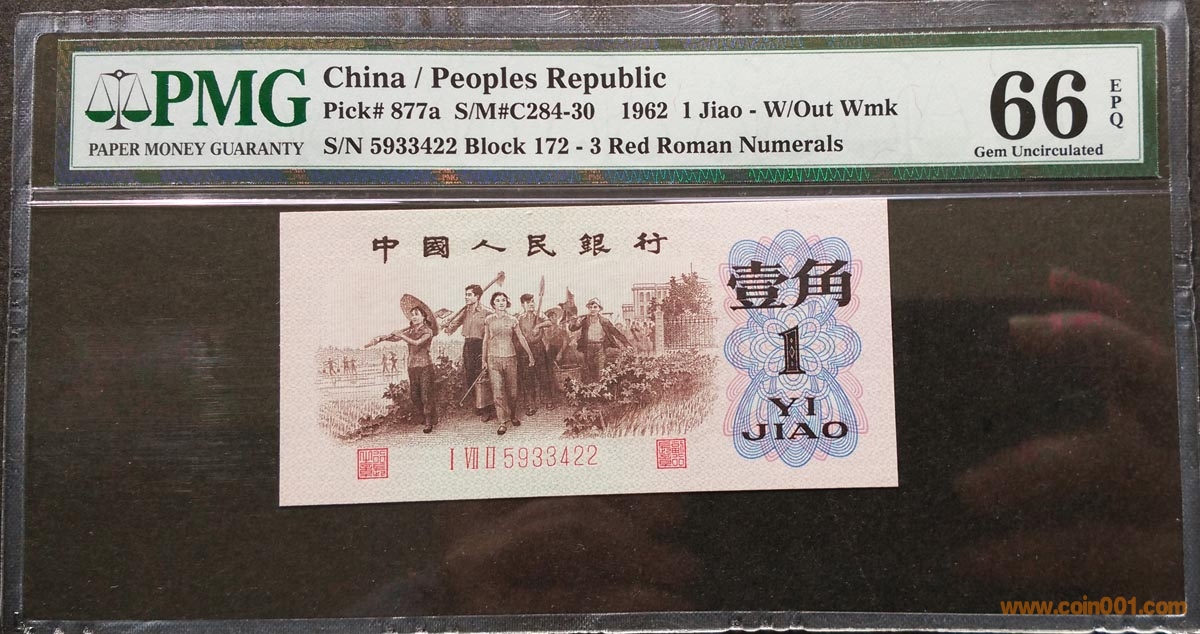 PMG
PAPER MONEY GUARANTY
China / Peoples Republic
Pick# 877a S/M#C284-30 1962 1 Jiao - W/Out Wmk
S/N 5933422 Block 172 - 3 Red Roman Numerals
66
EPQ
Gem Uncirculated
中國人民銀行
壹角
1
YI
JIAO
I VII II 5933422
www.coin001.com